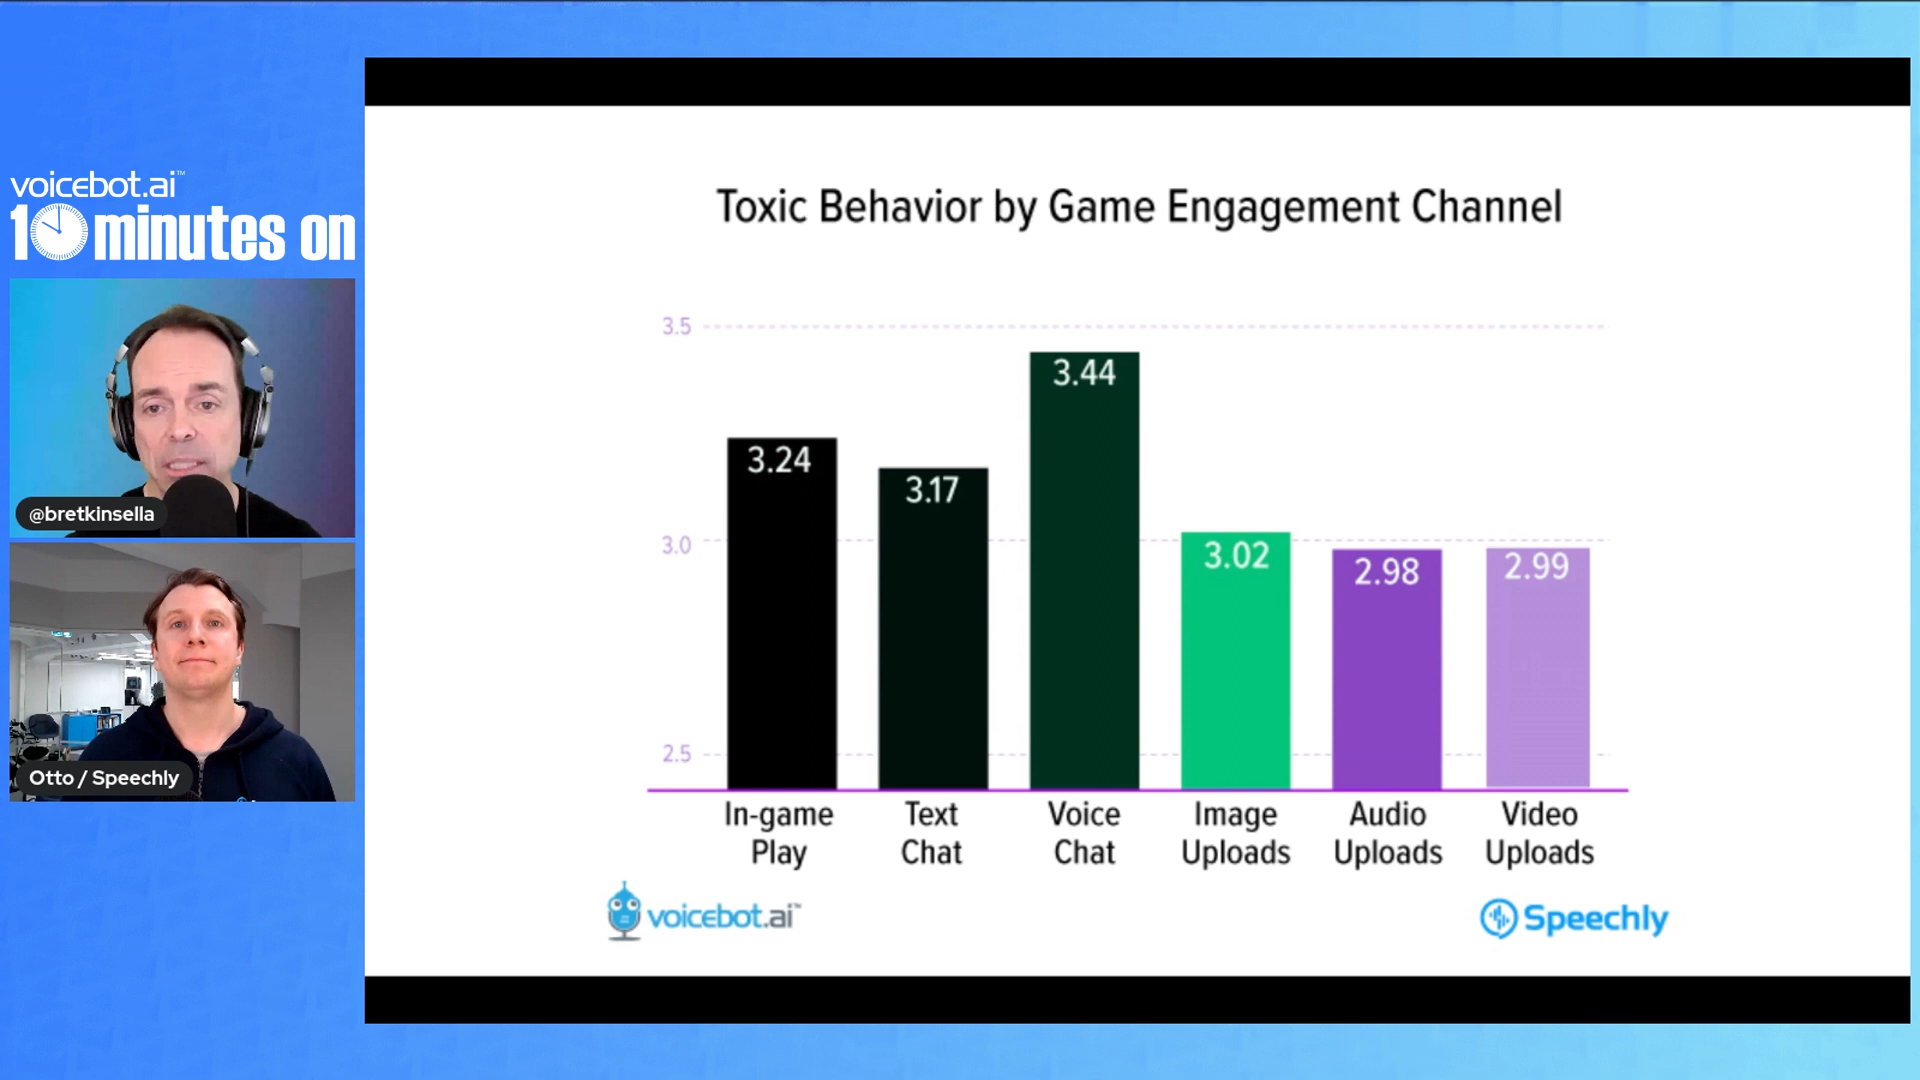 voicebot.ai™
10 minutes on
@bretkinsella
Otto / Speechly
Toxic Behavior by Game Engagement Channel
3.5
3.0
2.5
3.24
3.17
3.44
3.02
2.98
2.99
In-game
Play
Text
Chat
Voice
Chat
Image
Uploads
Audio
Uploads
Video
Uploads
voicebot.ai™
Speechly